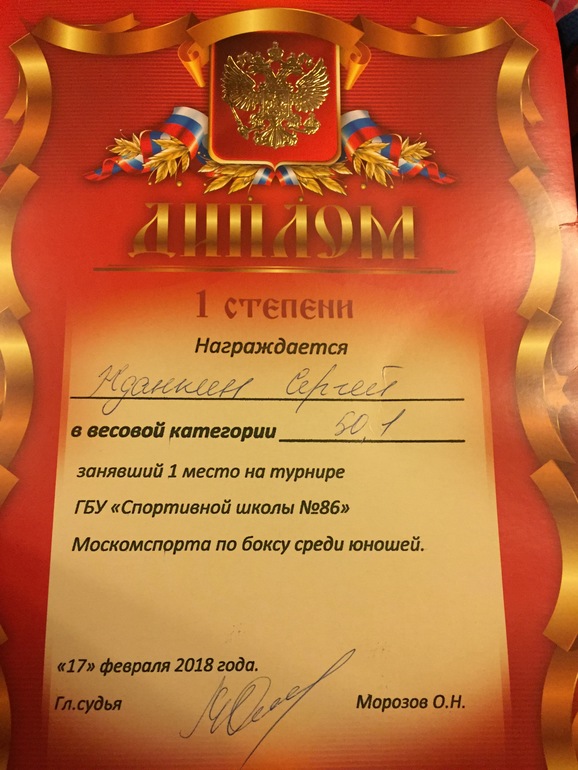 ДИПЛОМ
1 СТЕПЕНИ
Награждается
Жданкин Сергей
в весовой категории 50,1
занявший 1 место на турнире
ГБУ «Спортивной школы №86»
Москомспорта по боксу среди юношей.
«17» февраля 2018 года.
Гл.судья Морозов О.Н.